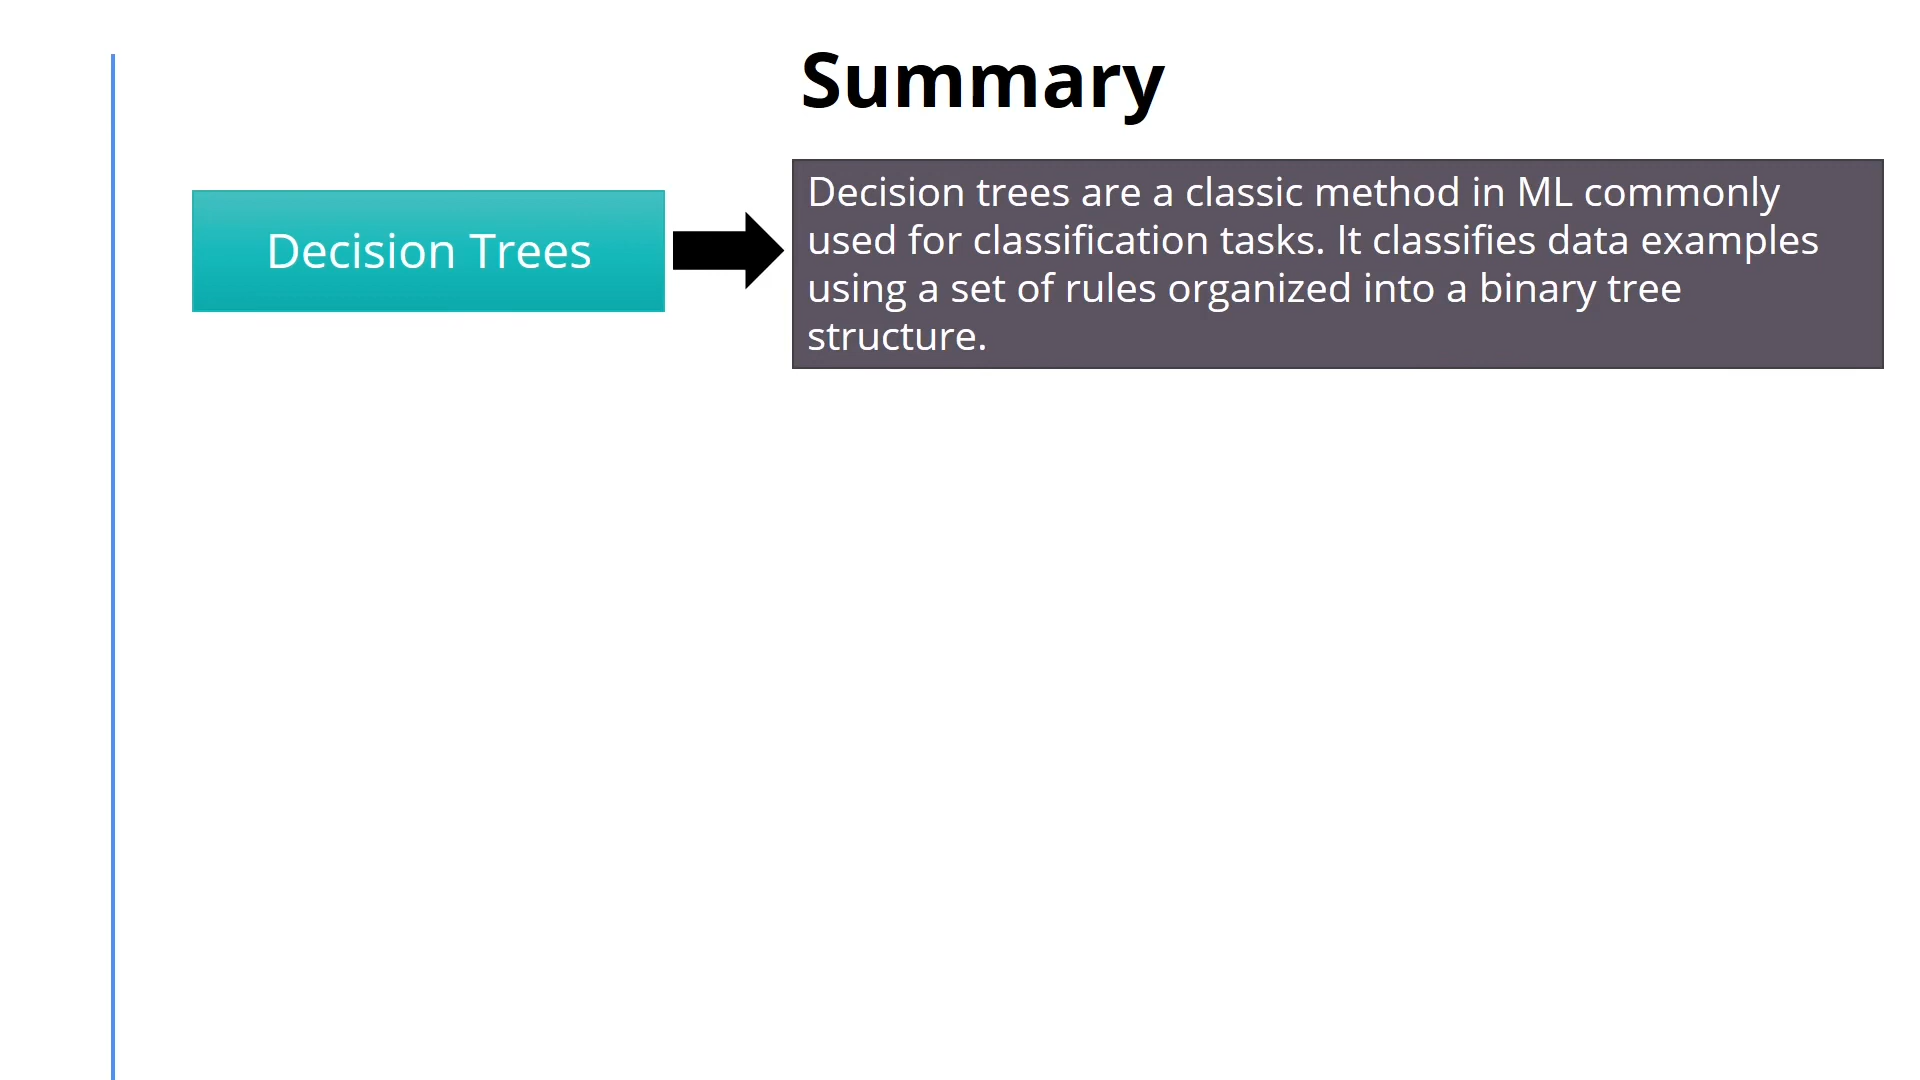 Summary
Decision Trees
Decision trees are a classic method in ML commonly
used for classification tasks. It classifies data examples
using a set of rules organized into a binary tree
structure.